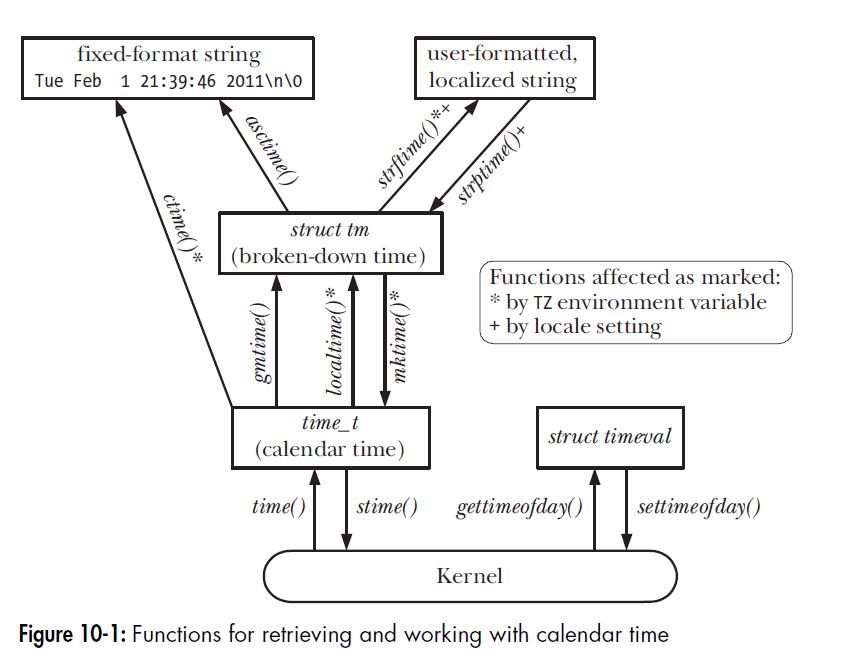 fixed-format string
Tue Feb  1 21:39:46 2011\n\0
user-formatted,
localized string
asctime()
strftime()*+
strptime()+
ctime()*
struct tm
(broken-down time)
Functions affected as marked:
* by TZ environment variable
+ by locale setting
gmtime()
localtime()*
mktime()*
time_t
(calendar time)
struct timeval
time()
stime()
gettimeofday()
settimeofday()
Kernel
Figure 10-1: Functions for retrieving and working with calendar time